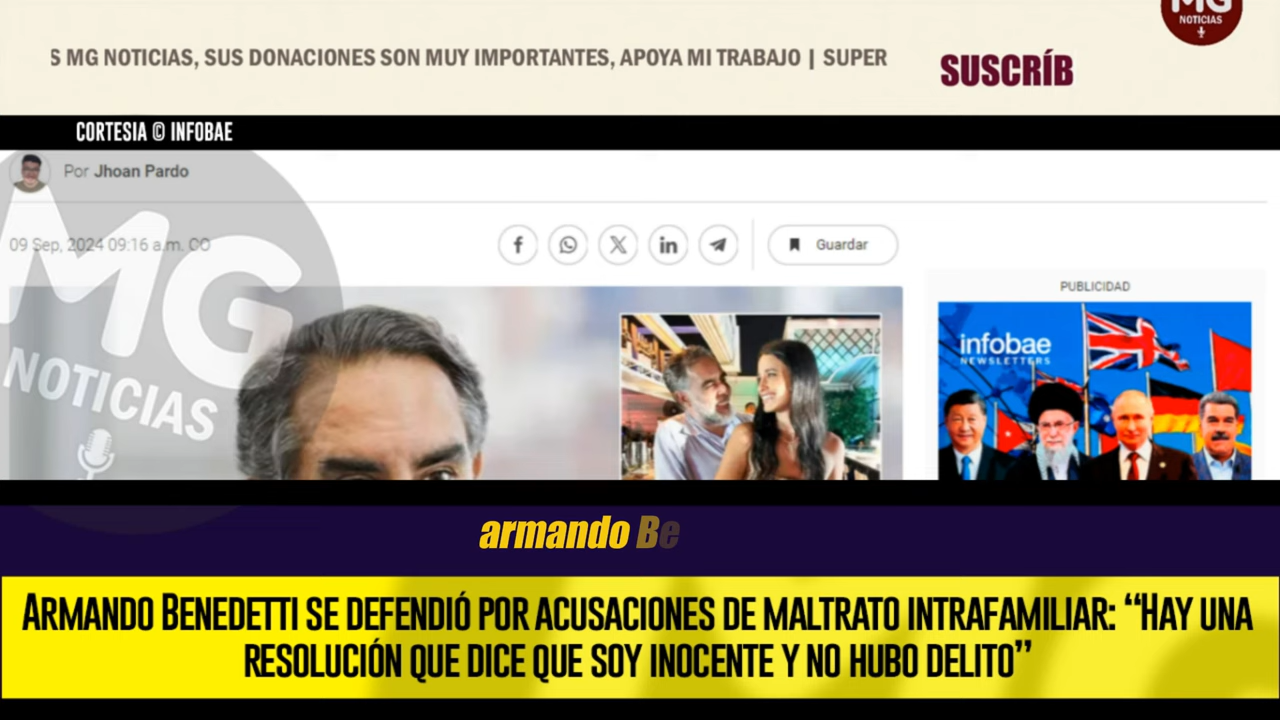 MG
NOTICIAS
S MG NOTICIAS, SUS DONACIONES SON MUY IMPORTANTES, APOYA MI TRABAJO | SUPER
SUSCRÍB
CORTESIA © INFOBAE
Por Jhoan Pardo
09 Sep, 2024 09:16 a.m. CO
Guardar
PUBLICIDAD
infobae
NEWSLETTERS
MG
NOTICIAS
armando Be
ARMANDO BENEDETTI SE DEFENDIÓ POR ACUSACIONES DE MALTRATO INTRAFAMILIAR: “HAY UNA
RESOLUCIÓN QUE DICE QUE SOY INOCENTE Y NO HUBO DELITO”